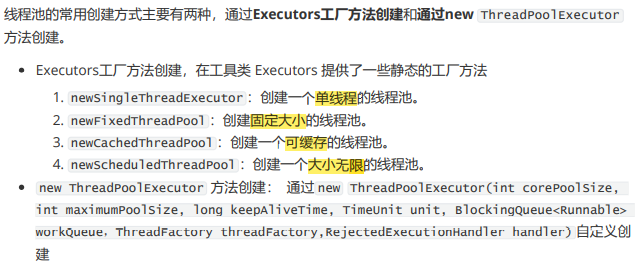 线程池的常用创建方式主要有两种，通过Executors工厂方法创建和通过new ThreadPoolExecutor
方法创建。
• Executors工厂方法创建，在工具类 Executors 提供了一些静态的工厂方法
1. newSingleThreadExecutor：创建一个单线程的线程池。
2. newFixedThreadPool：创建固定大小的线程池。
3. newCachedThreadPool：创建一个可缓存的线程池。
4. newScheduledThreadPool：创建一个大小无限的线程池。
• new ThreadPoolExecutor 方法创建： 通过new ThreadPoolExecutor(int corePoolSize,
int maximumPoolSize, long keepAliveTime, TimeUnit unit, BlockingQueue<Runnable>
workQueue, ThreadFactory threadFactory,RejectedExecutionHandler handler)自定义创
建